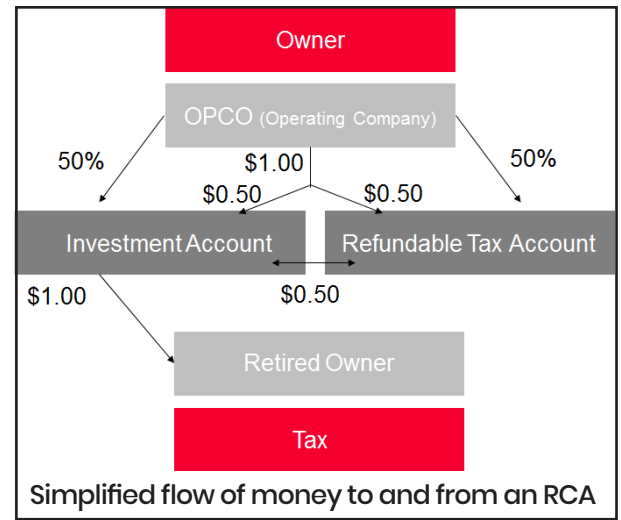 Owner
OPCO (Operating Company)
50%
$1.00
50%
$0.50
$0.50
Investment Account
Refundable Tax Account
$1.00
$0.50
Retired Owner
Tax
Simplified flow of money to and from an RCA